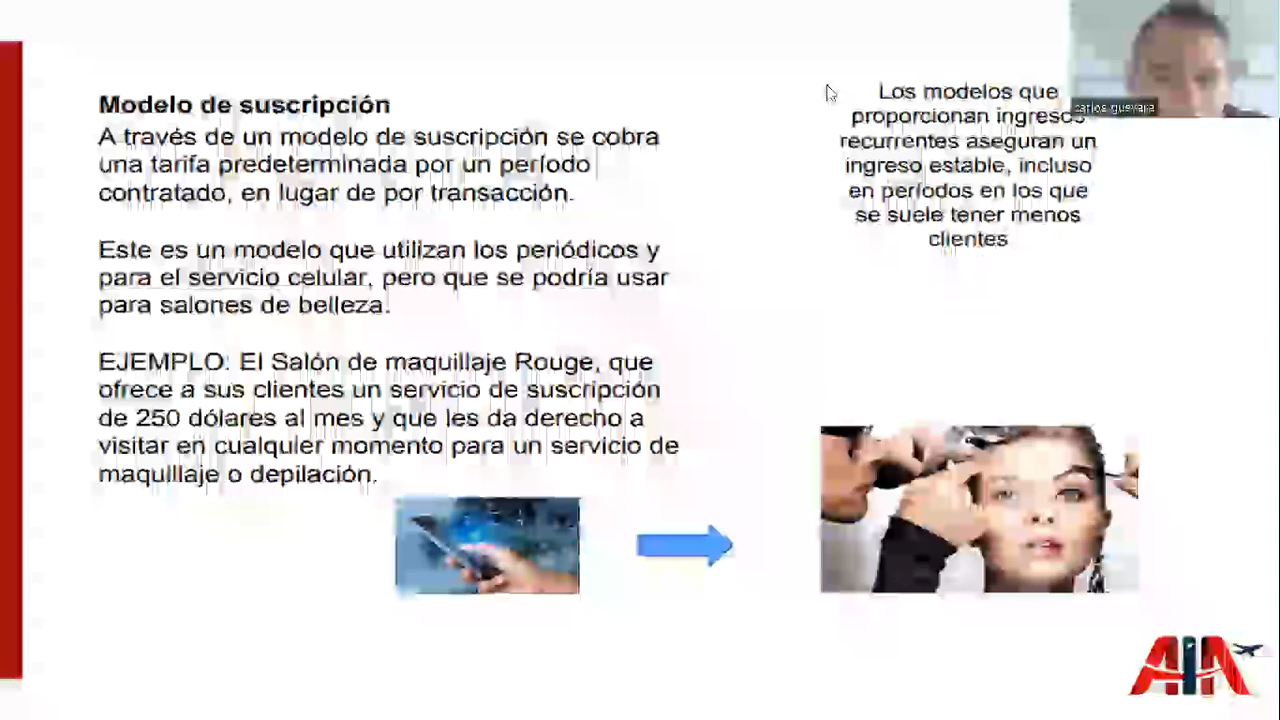 Modelo de suscripción
A través de un modelo de suscripción se cobra
una tarifa predeterminada por un período
contratado, en lugar de por transacción.
Este es un modelo que utilizan los periódicos y
para el servicio celular, pero que se podría usar
para salones de belleza.
EJEMPLO: El Salón de maquillaje Rouge, que
ofrece a sus clientes un servicio de suscripción
de 250 dólares al mes y que les da derecho a
visitar en cualquier momento para un servicio de
maquillaje o depilación.
Los modelos que
proporcionan ingresos
recurrentes aseguran un
ingreso estable, incluso
en períodos en los que
se suele tener menos
clientes
carlos guevara
AIA